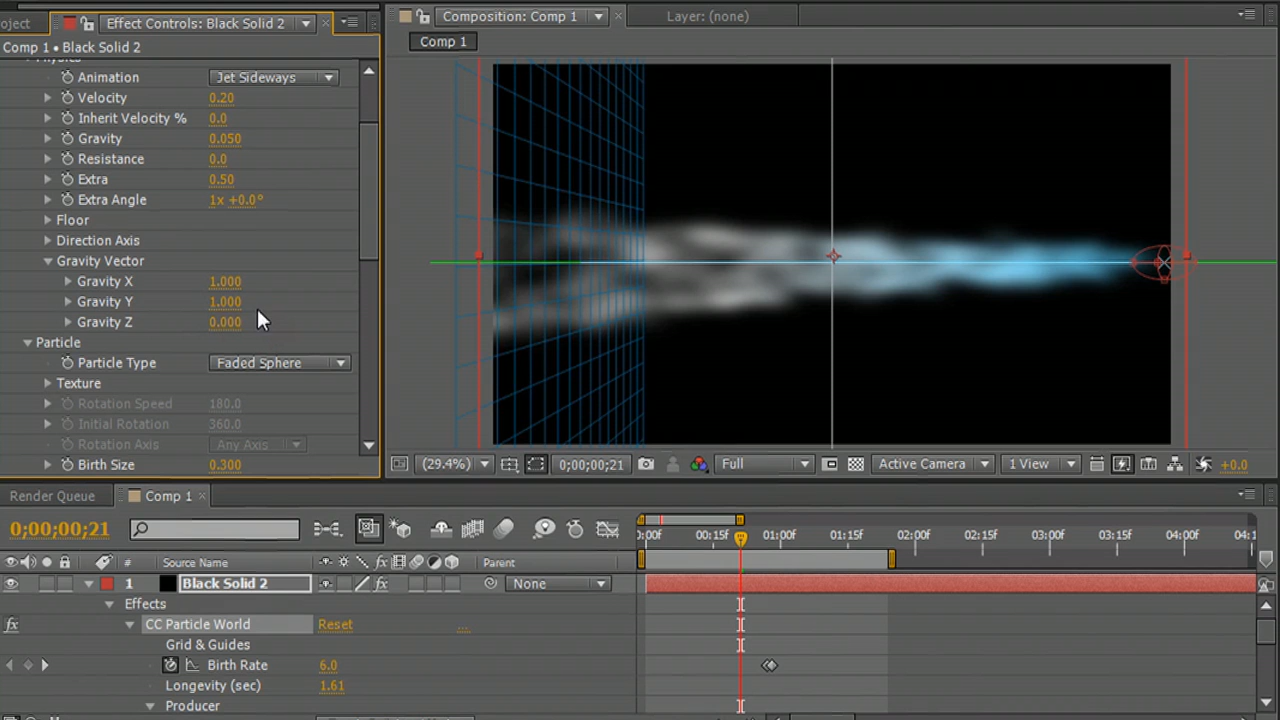 oject
Effect Controls: Black Solid 2
Comp 1 • Black Solid 2
Physics
Animation Jet Sideways
Velocity 0.20
Inherit Velocity % 0.0
Gravity 0.050
Resistance 0.0
Extra 0.50
Extra Angle 1x +0.0°
Floor
Direction Axis
Gravity Vector
Gravity X 1.000
Gravity Y 1.000
Gravity Z 0.000
Particle
Particle Type Faded Sphere
Texture
Rotation Speed 180.0
Initial Rotation 360.0
Rotation Axis Any Axis
Birth Size 0.300
Composition: Comp 1
Layer: (none)
Comp 1
(29.4%) 0;00;00;21 Full Active Camera 1 View +0.0
Render Queue Comp 1
0;00;00;21
:00f 00:15f 01:00f 01:15f 02:00f 02:15f 03:00f 03:15f 04:00f 04:1
# Source Name fx Parent
1 Black Solid 2 fx None
Effects
fx CC Particle World Reset ...
Grid & Guides
Birth Rate 6.0
Longevity (sec) 1.61
Producer